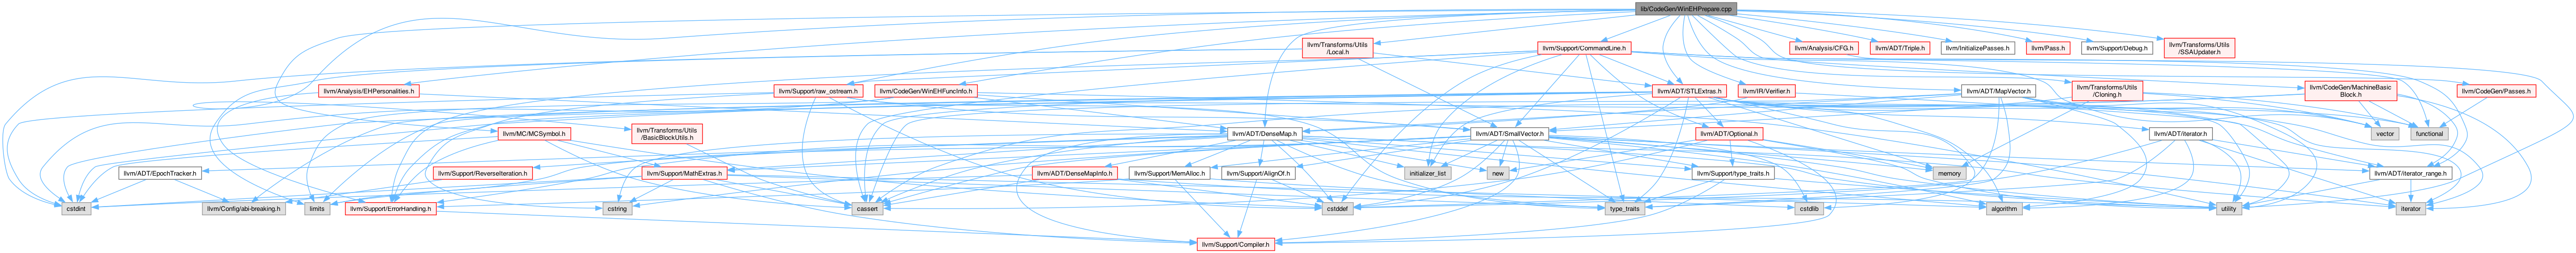 lib/CodeGen/WinEHPrepare.cpp
llvm/Transforms/Utils
/Local.h
llvm/Support/CommandLine.h
llvm/Analysis/CFG.h
llvm/ADT/Triple.h
llvm/InitializePasses.h
llvm/Pass.h
llvm/Support/Debug.h
llvm/Transforms/Utils
/SSAUpdater.h
llvm/Analysis/EHPersonalities.h
llvm/Support/raw_ostream.h
llvm/CodeGen/WinEHFuncInfo.h
llvm/ADT/STLExtras.h
llvm/IR/Verifier.h
llvm/ADT/MapVector.h
llvm/Transforms/Utils
/Cloning.h
llvm/CodeGen/MachineBasic
Block.h
llvm/CodeGen/Passes.h
llvm/MC/MCSymbol.h
llvm/Transforms/Utils
/BasicBlockUtils.h
llvm/ADT/DenseMap.h
llvm/ADT/SmallVector.h
llvm/ADT/Optional.h
llvm/ADT/iterator.h
vector
functional
llvm/ADT/EpochTracker.h
llvm/Support/ReverseIteration.h
llvm/Support/MathExtras.h
llvm/ADT/DenseMapInfo.h
llvm/Support/MemAlloc.h
llvm/Support/AlignOf.h
initializer_list
new
llvm/Support/type_traits.h
memory
llvm/ADT/iterator_range.h
cstdint
llvm/Config/abi-breaking.h
limits
llvm/Support/ErrorHandling.h
cstring
cassert
cstddef
type_traits
cstdlib
algorithm
utility
iterator
llvm/Support/Compiler.h